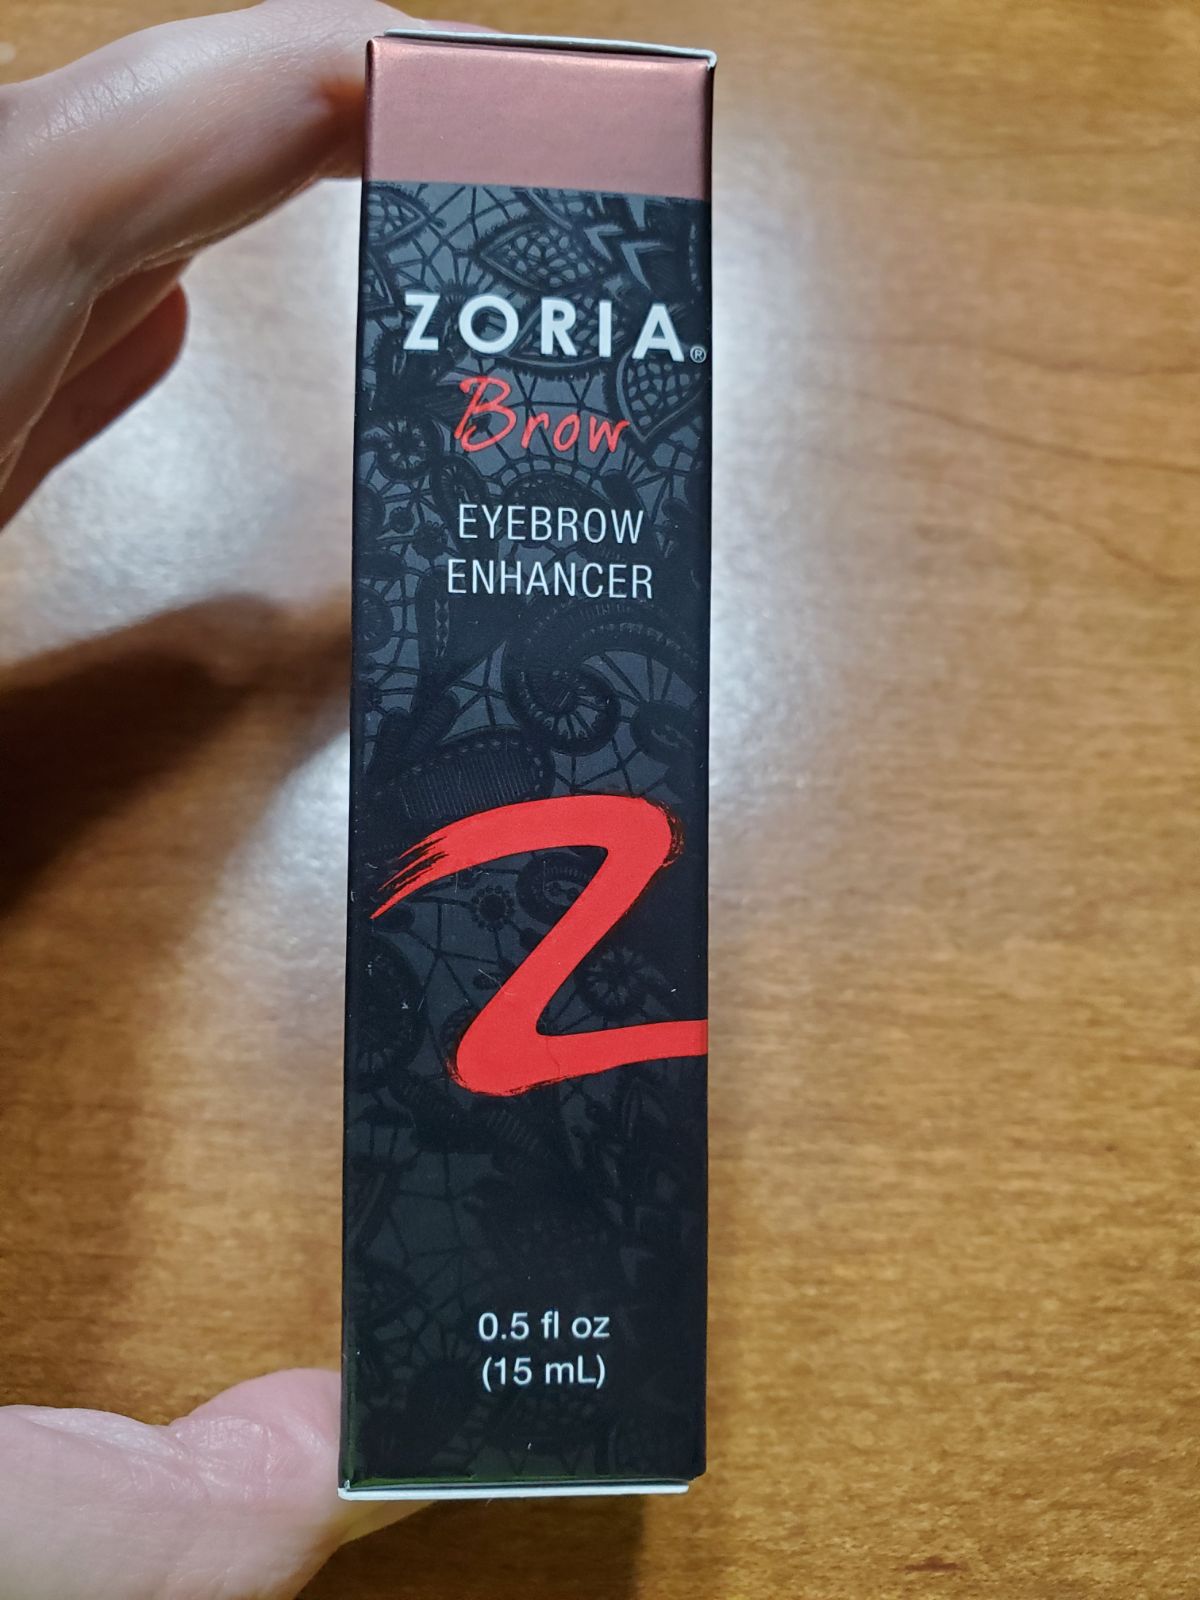 ZORIA®
Brow
EYEBROW
ENHANCER
Z
0.5 fl oz
(15 mL)